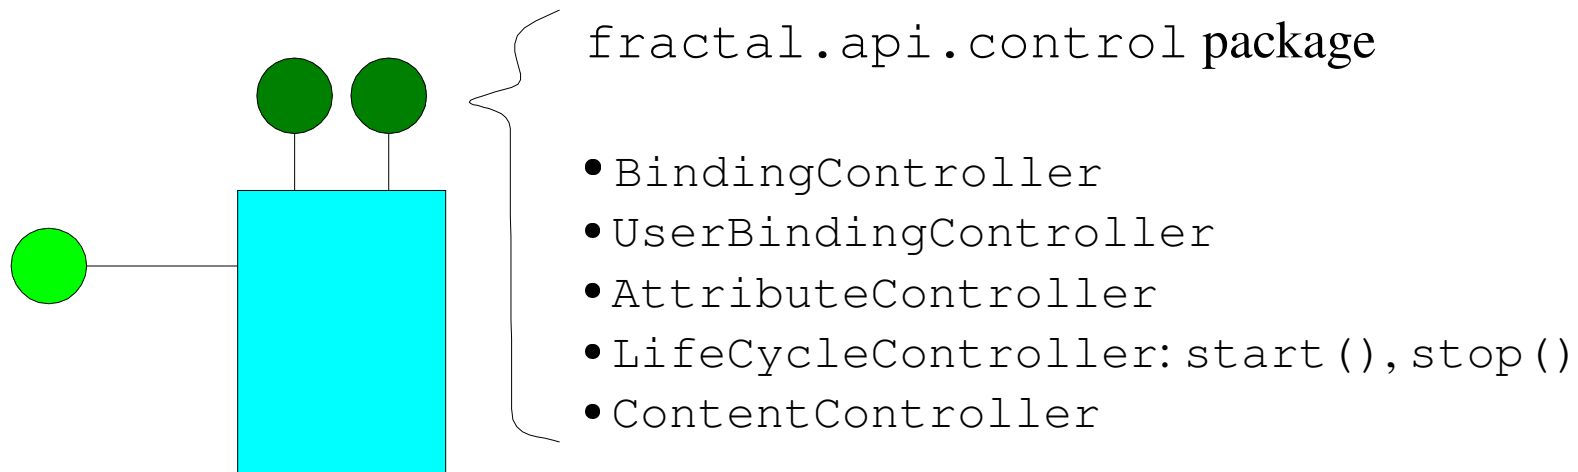 fractal.api.control package
• BindingController
• UserBindingController
• AttributeController
• LifeCycleController: start(), stop()
• ContentController